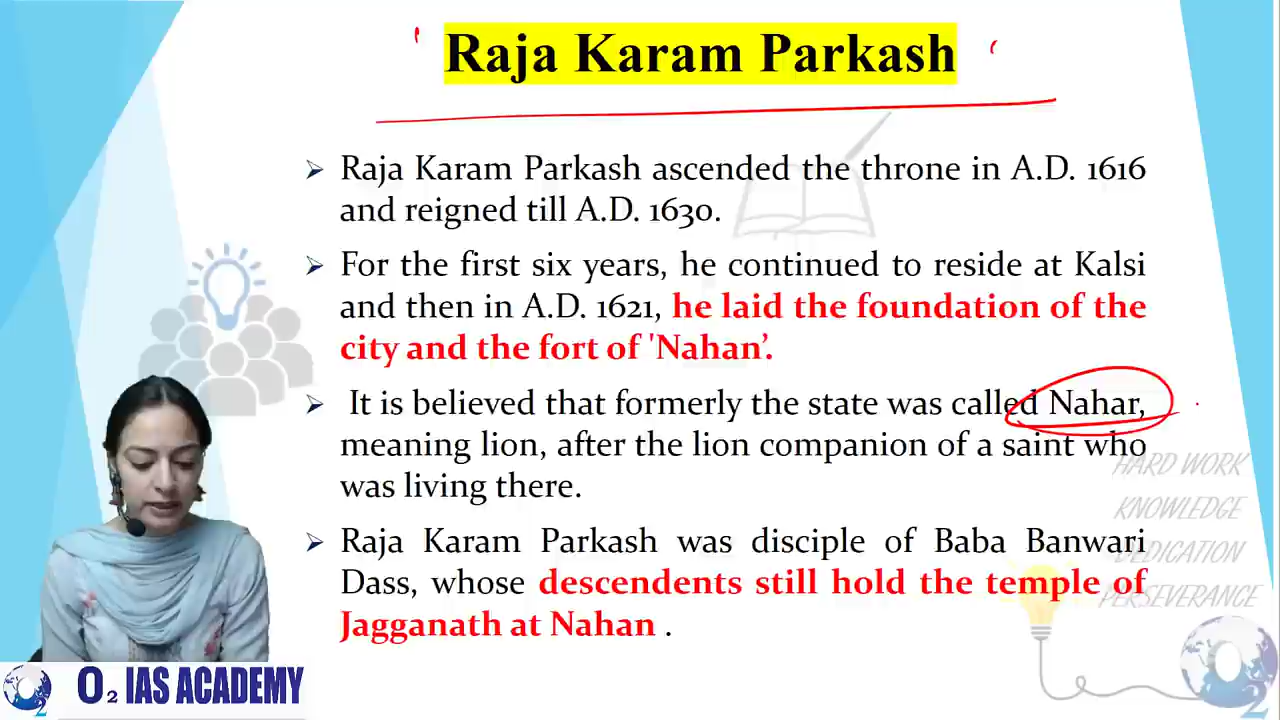 Raja Karam Parkash
➢ Raja Karam Parkash ascended the throne in A.D. 1616
and reigned till A.D. 1630.
➢ For the first six years, he continued to reside at Kalsi
and then in A.D. 1621, he laid the foundation of the
city and the fort of 'Nahan’.
➢ It is believed that formerly the state was called Nahar,
meaning lion, after the lion companion of a saint who
was living there.
➢ Raja Karam Parkash was disciple of Baba Banwari
Dass, whose descendents still hold the temple of
Jagganath at Nahan .
HARD WORK
KNOWLEDGE
DEDICATION
PERSEVERANCE
O2 IAS ACADEMY
O2
O2